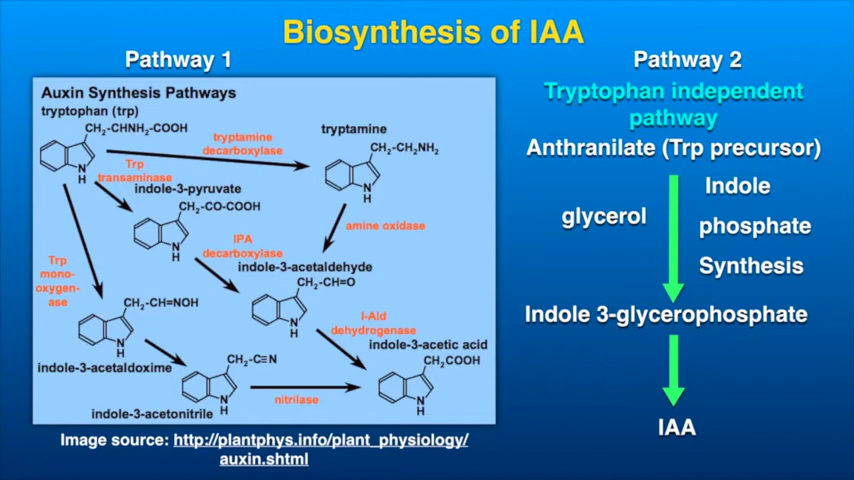 Biosynthesis of IAA
Pathway 1
Auxin Synthesis Pathways
tryptophan (trp)
CH₂-CHNH₂-COOH
N
H
tryptamine
decarboxylase
tryptamine
CH₂-CH₂NH₂
N
H
Trp
transaminase
indole-3-pyruvate
CH₂-CO-COOH
N
H
amine oxidase
IPA
decarboxylase
indole-3-acetaldehyde
CH₂-CH=O
N
H
Trp
mono-
oxygen-
ase
CH₂-CH=NOH
N
H
indole-3-acetaldoxime
I-Ald
dehydrogenase
indole-3-acetic acid
CH₂COOH
N
H
CH₂-C≡N
N
H
indole-3-acetonitrile
nitrilase
Image source: http://plantphys.info/plant_physiology/
auxin.shtml
Pathway 2
Tryptophan independent
pathway
Anthranilate (Trp precursor)
glycerol
Indole
phosphate
Synthesis
Indole 3-glycerophosphate
IAA